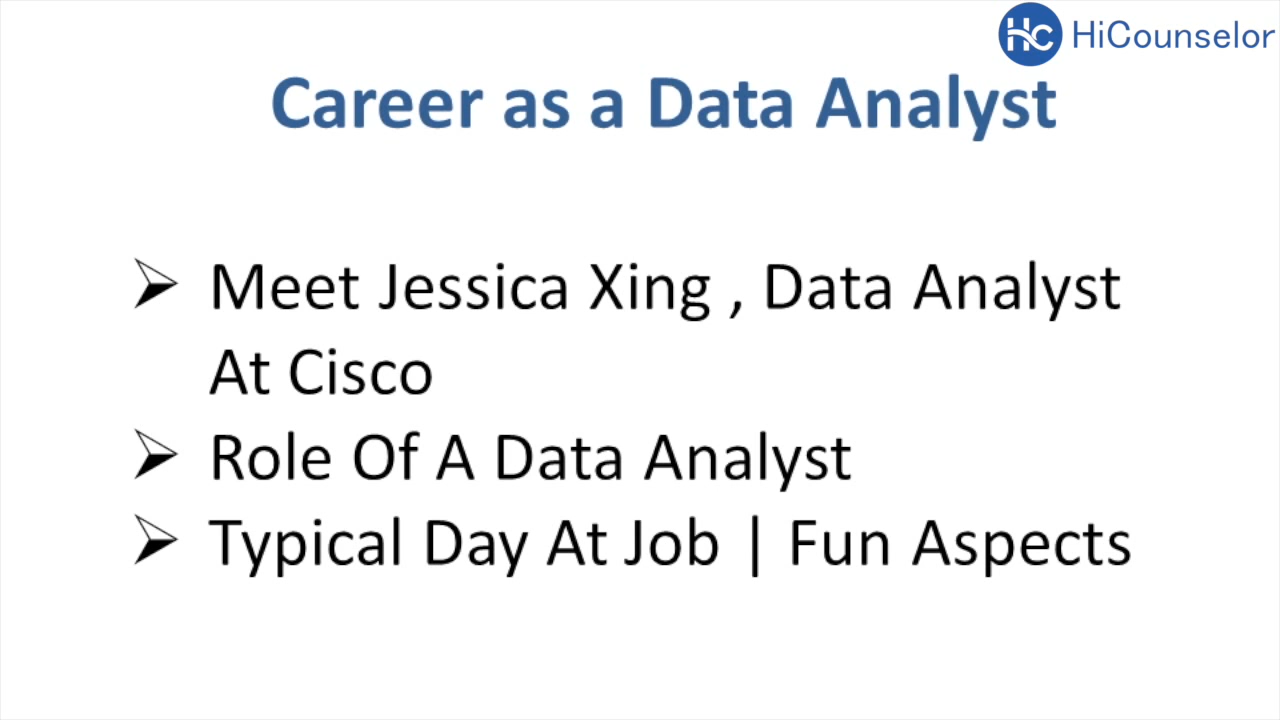 HC HiCounselor
Career as a Data Analyst
➢ Meet Jessica Xing , Data Analyst
At Cisco
➢ Role Of A Data Analyst
➢ Typical Day At Job | Fun Aspects